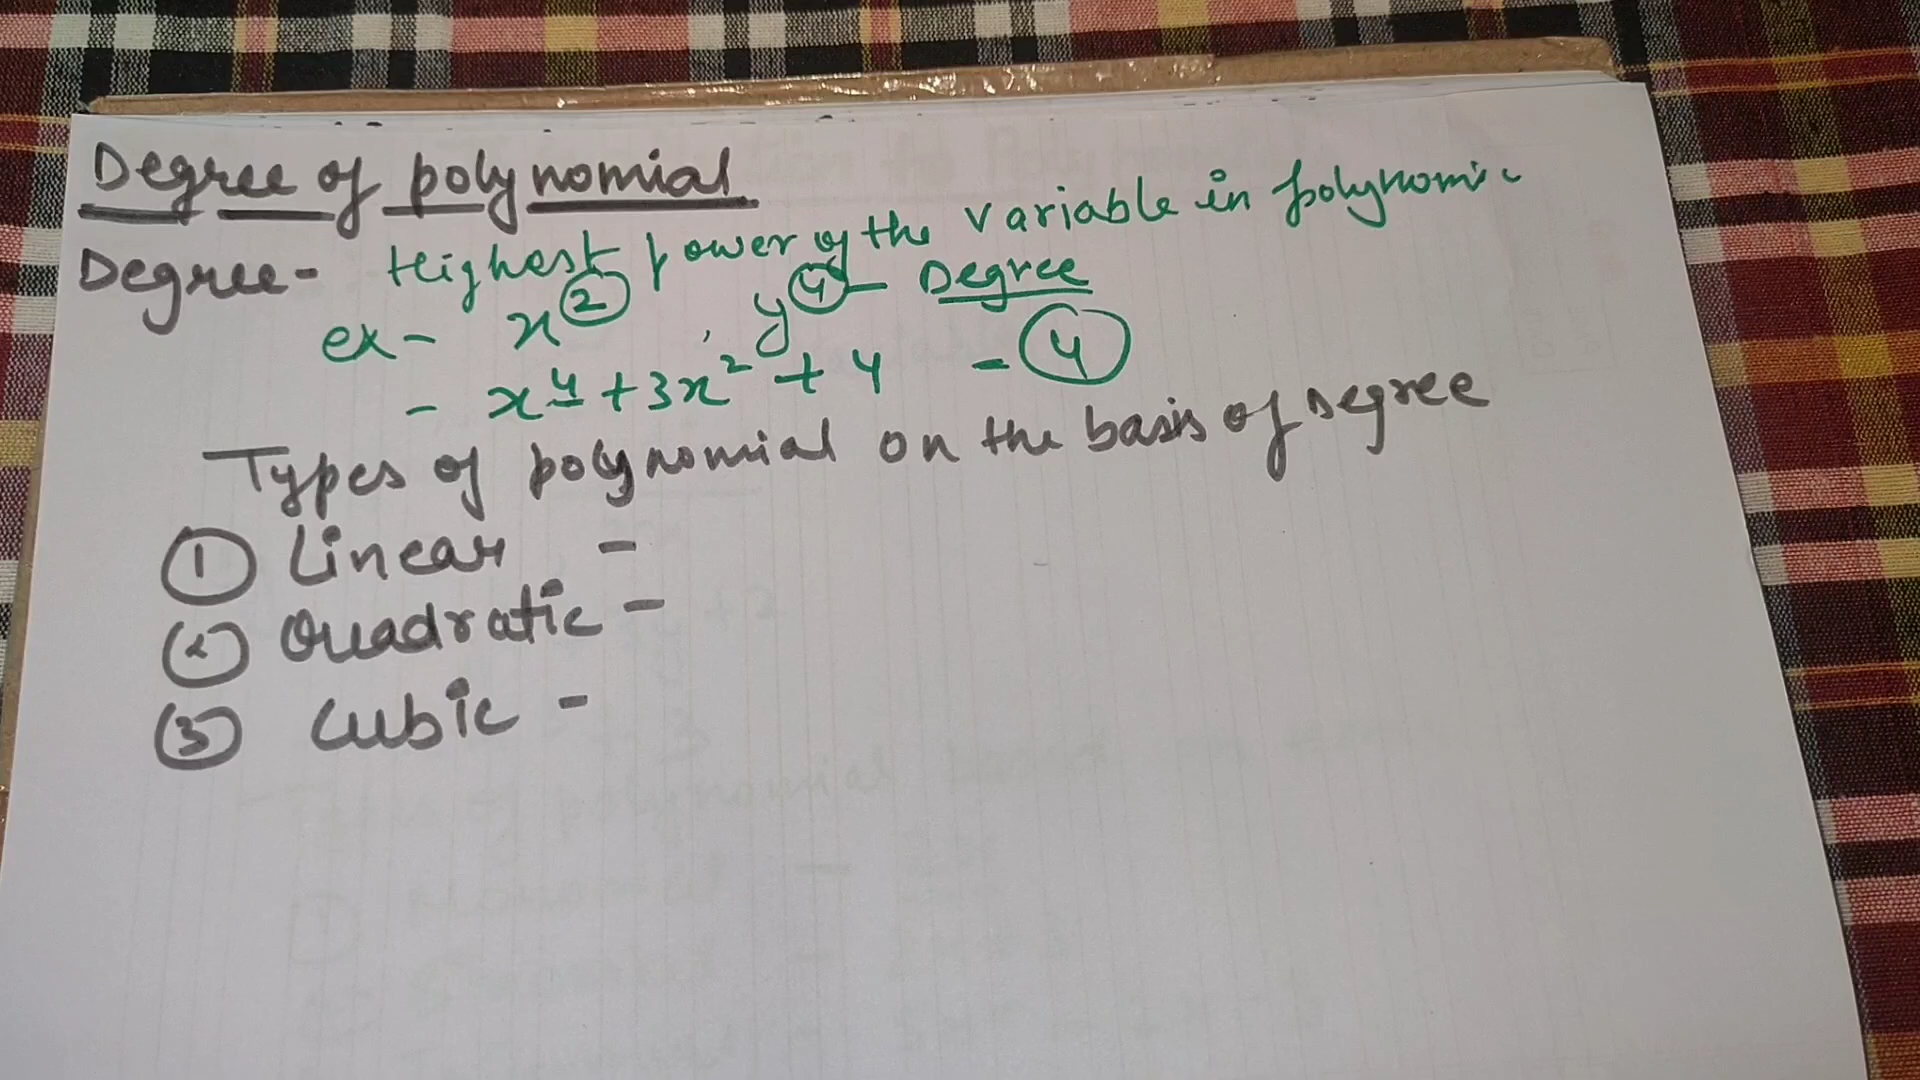 Degree of polynomial
Degree- Highest power of the variable in polynomi
ex- x² , y⁴ - Degree
- x⁴ + 3x² + 4 - 4
Types of polynomial on the basis of Degree
① Linear -
② Quadratic -
③ Cubic -